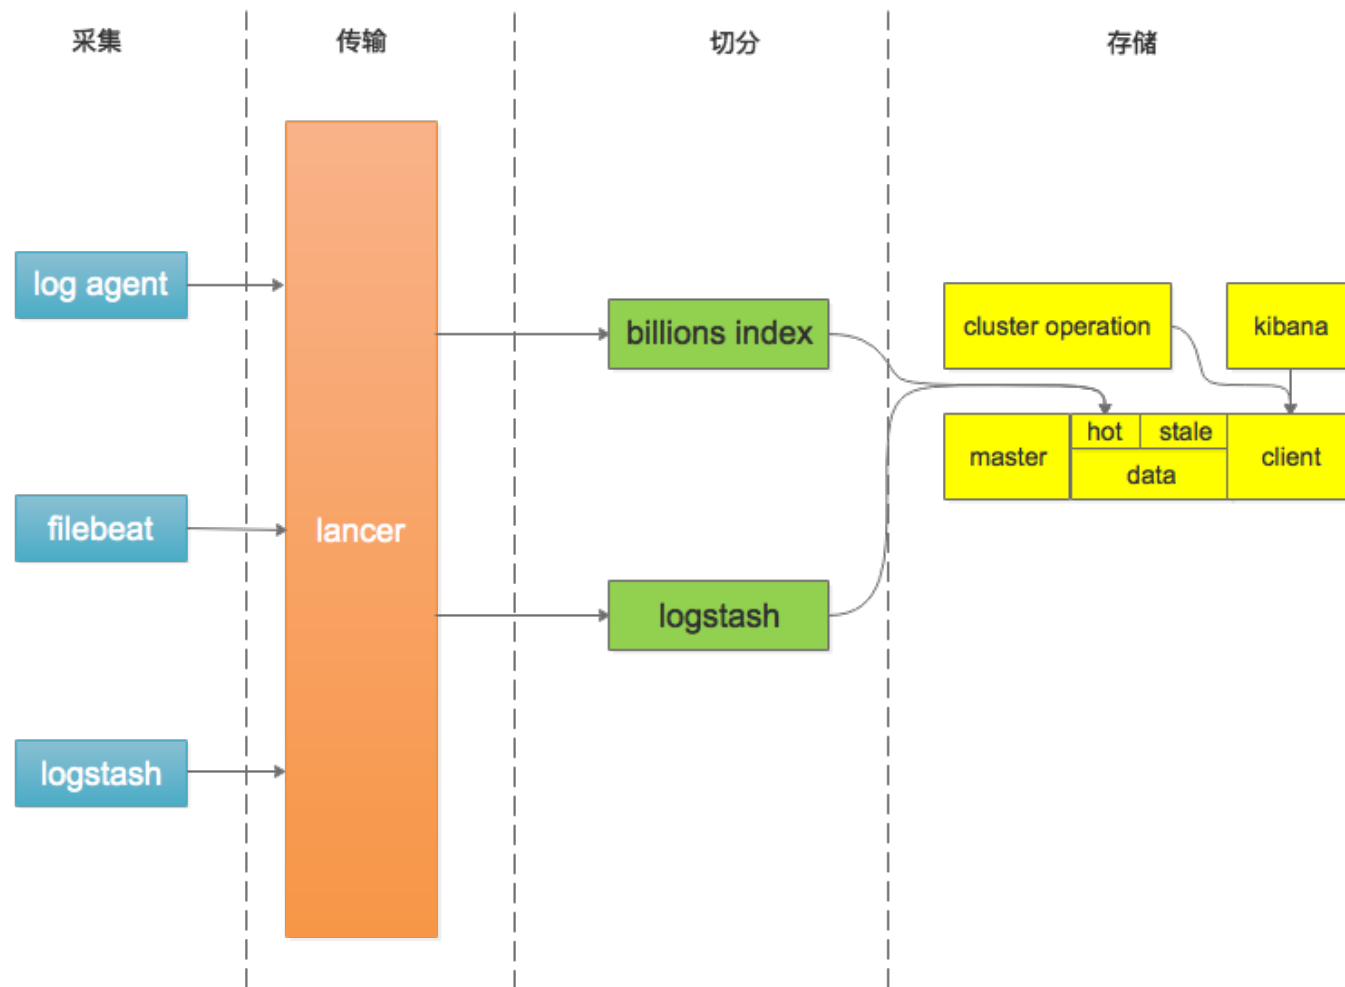 采集
传输
切分
存储
log agent
filebeat
logstash
lancer
billions index
logstash
cluster operation
kibana
master
hot
stale
data
client